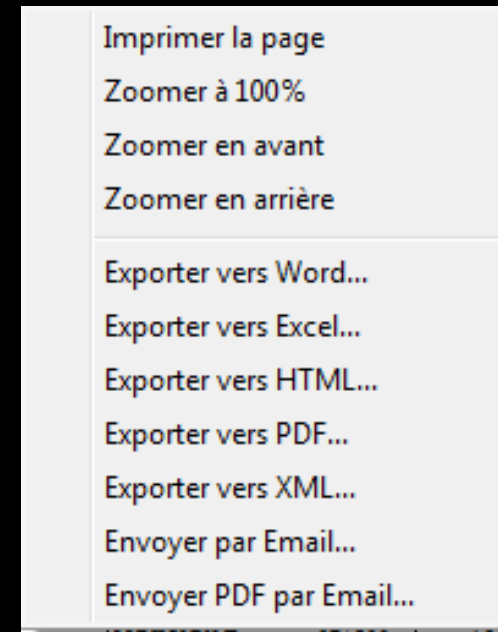 Imprimer la page
Zoomer à 100%
Zoomer en avant
Zoomer en arrière
Exporter vers Word...
Exporter vers Excel...
Exporter vers HTML...
Exporter vers PDF...
Exporter vers XML...
Envoyer par Email...
Envoyer PDF par Email...